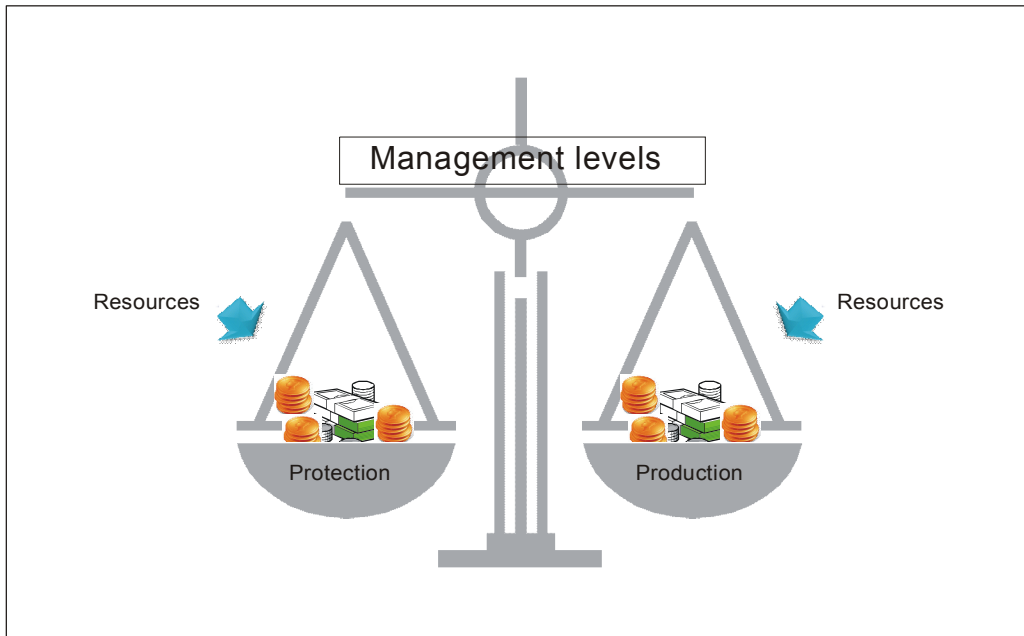 Management levels
Resources
Resources
Protection
Production